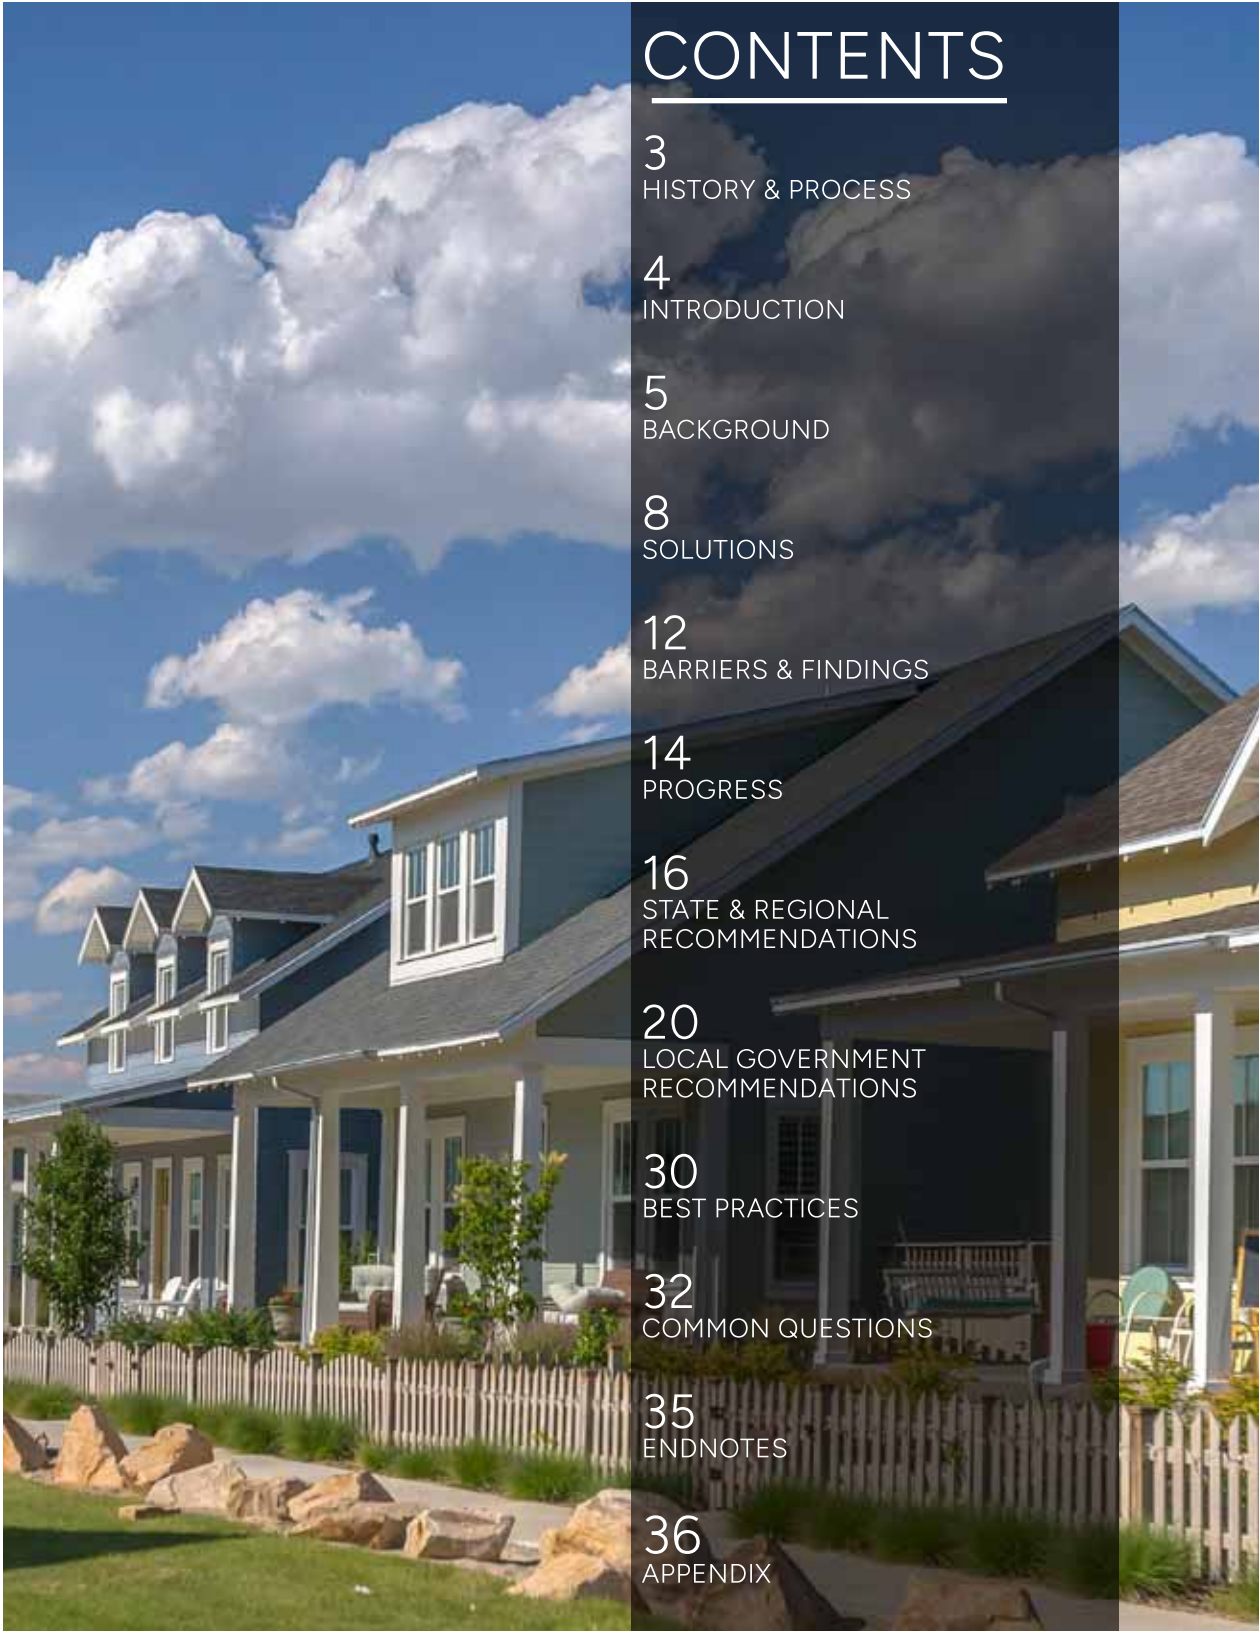 CONTENTS
3
HISTORY & PROCESS
4
INTRODUCTION
5
BACKGROUND
8
SOLUTIONS
12
BARRIERS & FINDINGS
14
PROGRESS
16
STATE & REGIONAL
RECOMMENDATIONS
20
LOCAL GOVERNMENT
RECOMMENDATIONS
30
BEST PRACTICES
32
COMMON QUESTIONS
35
ENDNOTES
36
APPENDIX